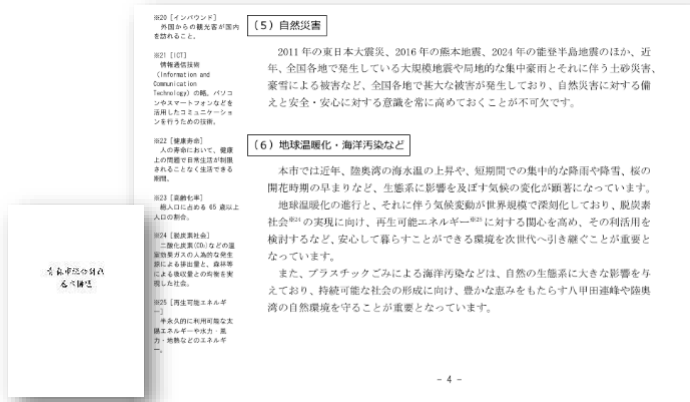 ※20 [インバウンド]
外国からの観光客が国内
を訪れること。
※21 [ICT]
情報通信技術
(Information and
Communication
Technology) の略。パソコ
ンやスマートフォンなどを
活用したコミュニケーショ
ンを行うための技術。
※22 [健康寿命]
人の寿命において、健康
上の問題で日常生活が制限
されることなく生活できる
期間。
※23 [高齢化率]
総人口に占める 65 歳以上
人口の割合。
※24 [脱炭素社会]
二酸化炭素(CO₂)などの温
室効果ガスの人為的な発生
源による排出量と、森林等
による吸収量との均衡を実
現した社会。
※25 [再生可能エネルギ
ー]
半永久的に利用可能な太
陽エネルギーや水力・風
力・地熱などのエネルギ
ー。
(5) 自然災害
2011 年の東日本大震災、2016 年の熊本地震、2024 年の能登半島地震のほか、近
年、全国各地で発生している大規模地震や局地的な集中豪雨とそれに伴う土砂災害、
豪雪による被害など、全国各地で甚大な被害が発生しており、自然災害に対する備
えと安全・安心に対する意識を常に高めておくことが不可欠です。
(6) 地球温暖化・海洋汚染など
本市では近年、陸奥湾の海水温の上昇や、短期間での集中的な降雨や降雪、桜の
開花時期の早まりなど、生態系に影響を及ぼす気候の変化が顕著になっています。
地球温暖化の進行と、それに伴う気候変動が世界規模で深刻化しており、脱炭素
社会※24の実現に向け、再生可能エネルギー※25に対する関心を高め、その利活用を
検討するなど、安心して暮らすことができる環境を次世代へ引き継ぐことが重要と
なっています。
また、プラスチックごみによる海洋汚染などは、自然の生態系に大きな影響を与
えており、持続可能な社会の形成に向け、豊かな恵みをもたらす八甲田連峰や陸奥
湾の自然環境を守ることが重要となっています。
- 4 -
青森市総合計画
基本構想